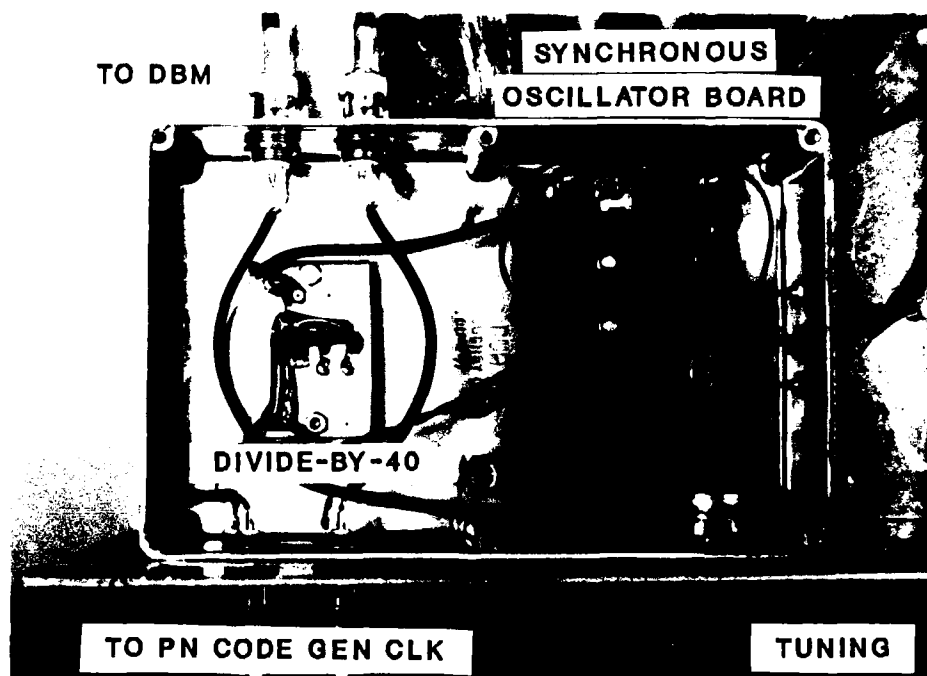 TO DBM
SYNCHRONOUS
OSCILLATOR BOARD
DIVIDE-BY-40
TO PN CODE GEN CLK
TUNING